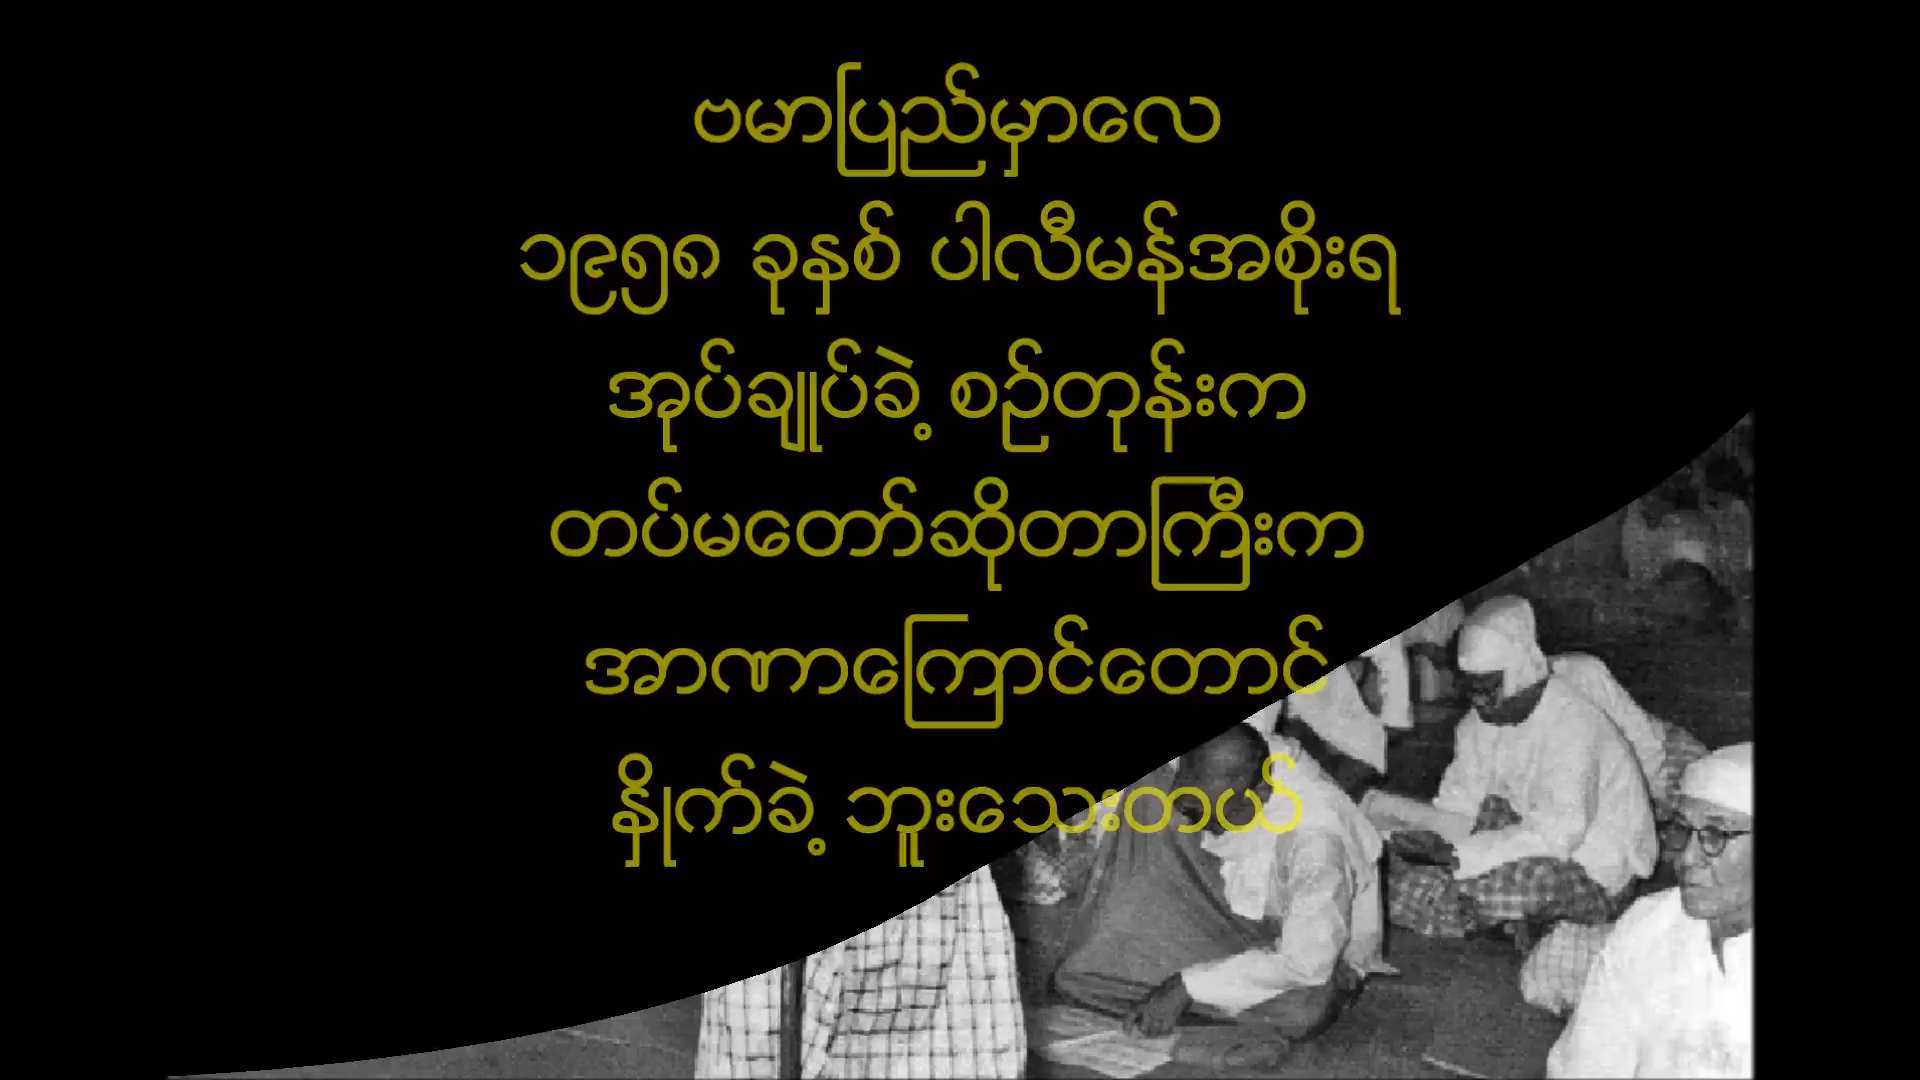 ဗမာပြည်မှာလေ
၁၉၅၈ ခုနှစ် ပါလီမန်အစိုးရ
အုပ်ချုပ်ခဲ့ စဉ်တုန်းက
တပ်မတော်ဆိုတာကြီးက
အာဏာကြောင်တောင်
နှိုက်ခဲ့ ဘူးသေးတယ်